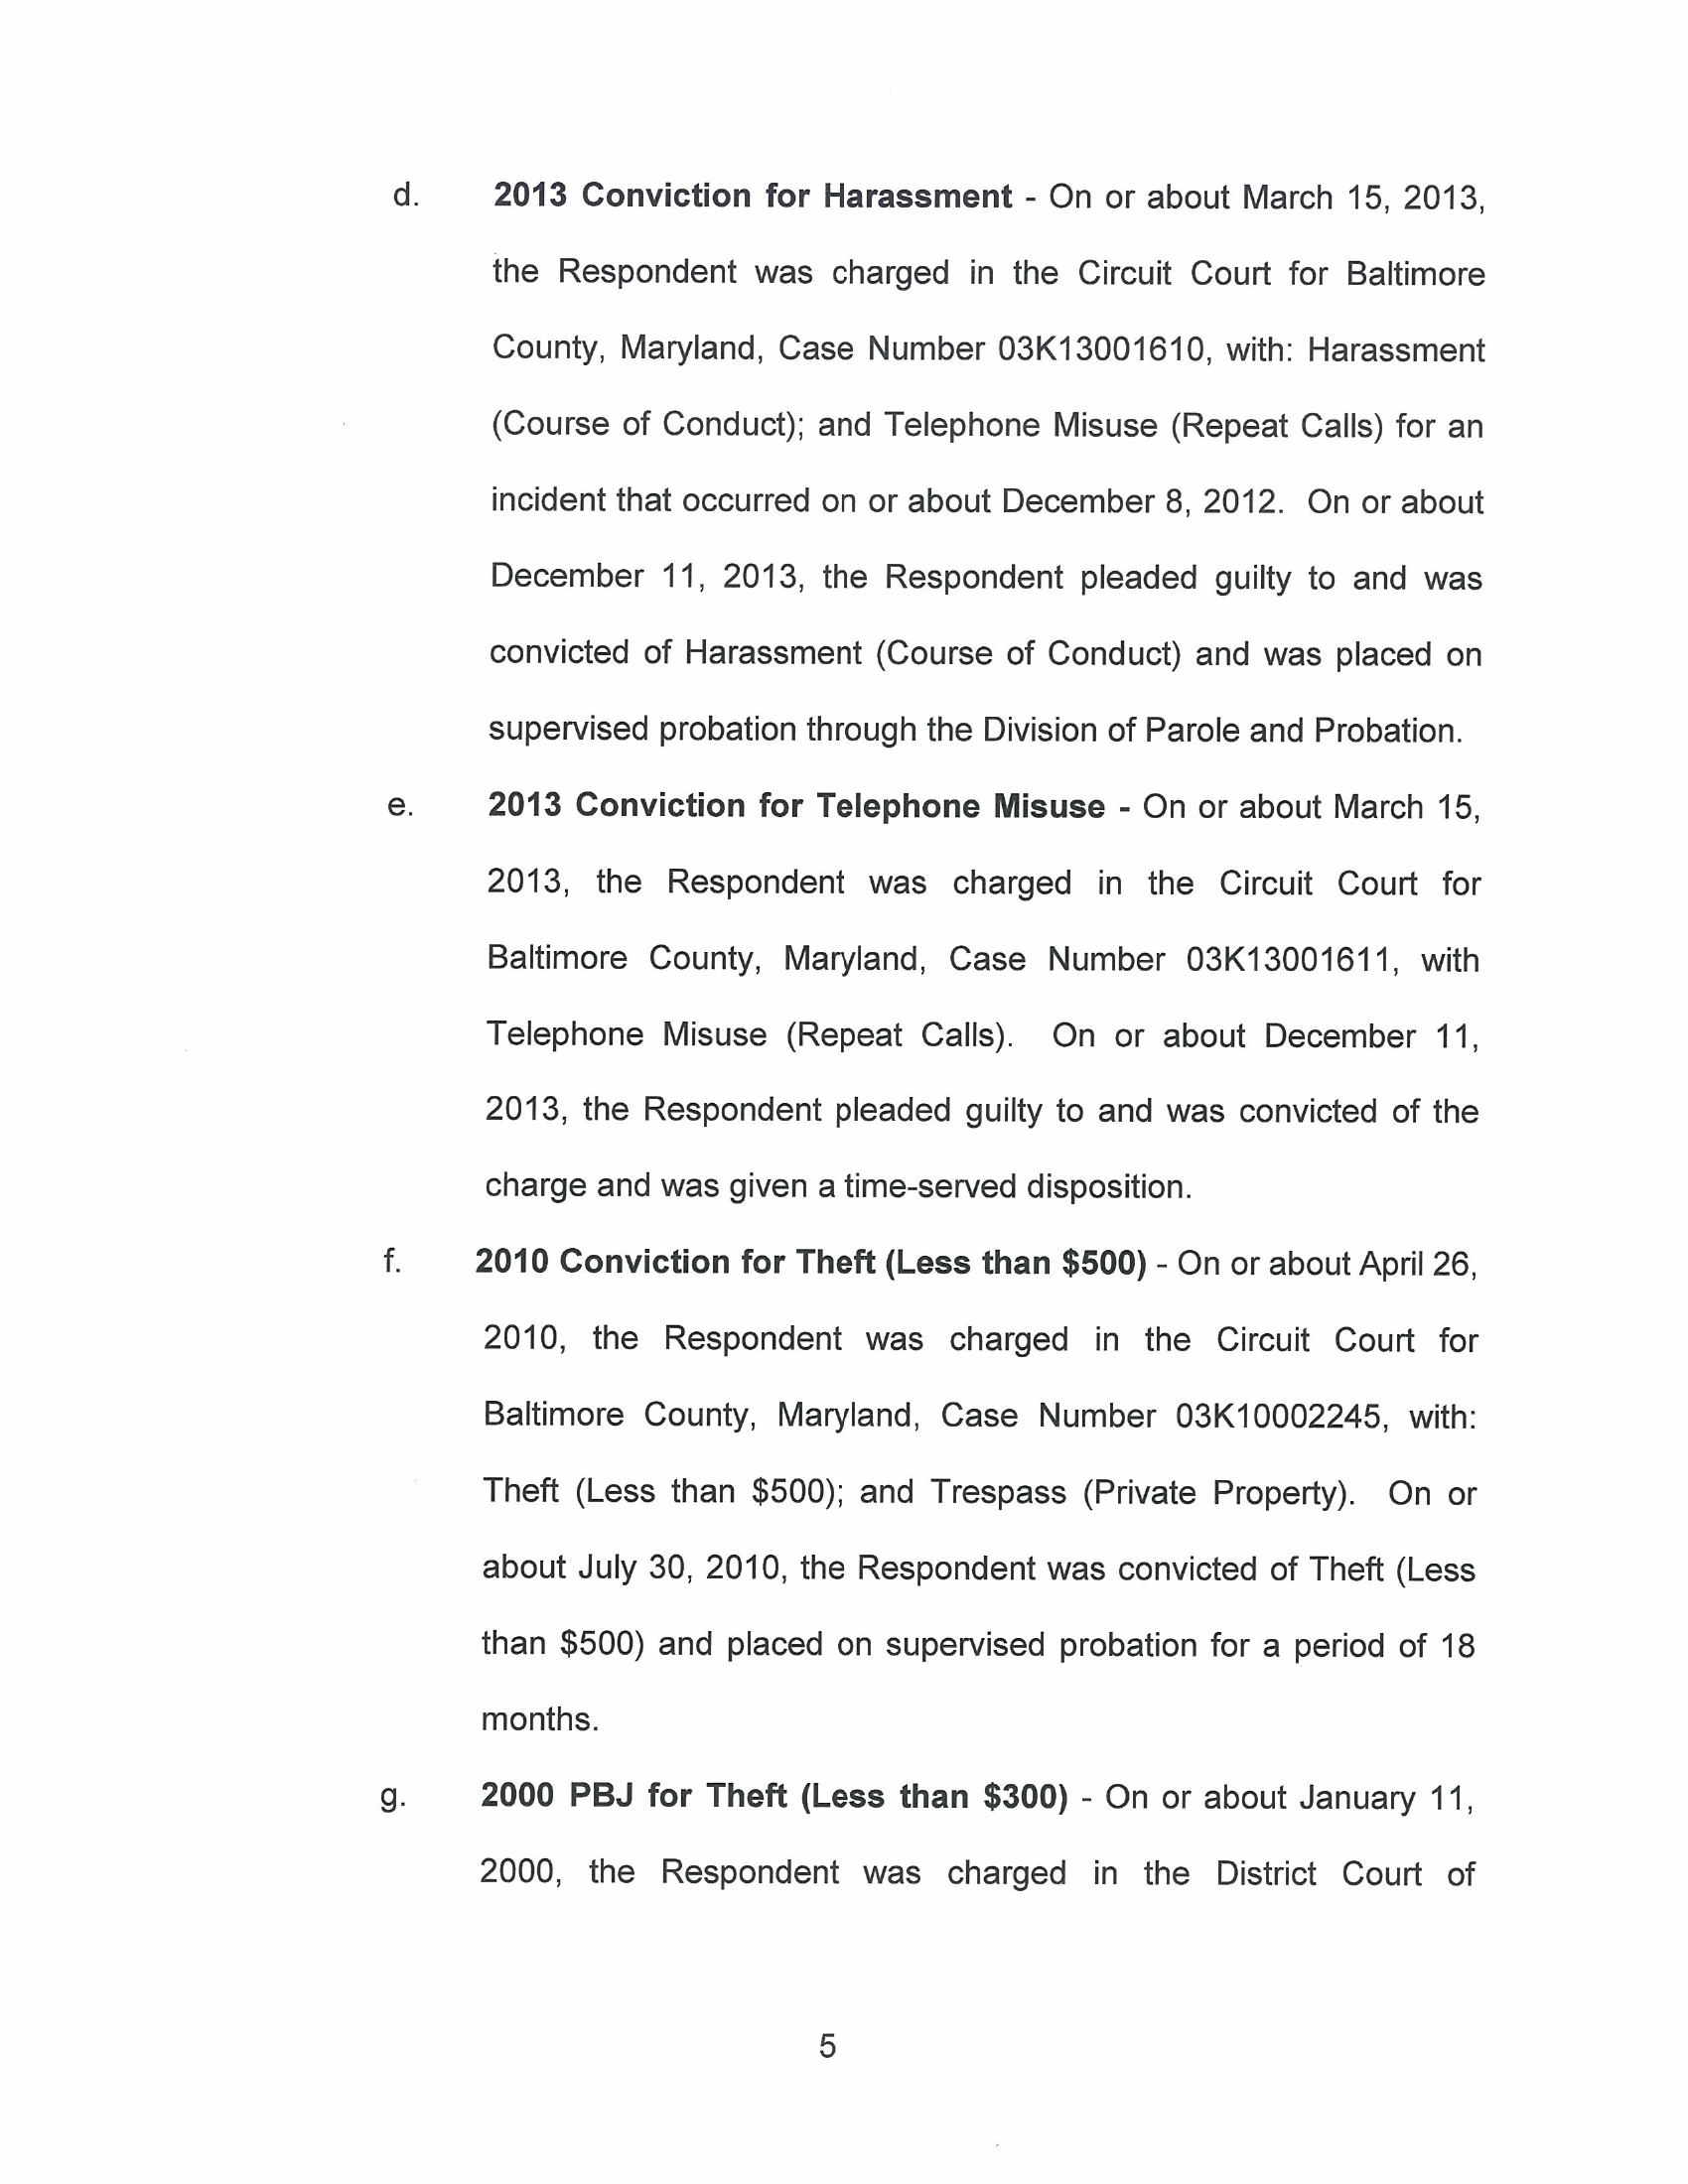 d. 2013 Conviction for Harassment - On or about March 15, 2013,
the Respondent was charged in the Circuit Court for Baltimore
County, Maryland, Case Number 03K13001610, with: Harassment
(Course of Conduct); and Telephone Misuse (Repeat Calls) for an
incident that occurred on or about December 8, 2012. On or about
December 11, 2013, the Respondent pleaded guilty to and was
convicted of Harassment (Course of Conduct) and was placed on
supervised probation through the Division of Parole and Probation.
e. 2013 Conviction for Telephone Misuse - On or about March 15,
2013, the Respondent was charged in the Circuit Court for
Baltimore County, Maryland, Case Number 03K13001611, with
Telephone Misuse (Repeat Calls). On or about December 11,
2013, the Respondent pleaded guilty to and was convicted of the
charge and was given a time-served disposition.
f. 2010 Conviction for Theft (Less than $500) - On or about April 26,
2010, the Respondent was charged in the Circuit Court for
Baltimore County, Maryland, Case Number 03K10002245, with:
Theft (Less than $500); and Trespass (Private Property). On or
about July 30, 2010, the Respondent was convicted of Theft (Less
than $500) and placed on supervised probation for a period of 18
months.
g. 2000 PBJ for Theft (Less than $300) - On or about January 11,
2000, the Respondent was charged in the District Court of
5